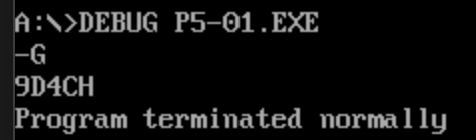 A:\>DEBUG P5-01.EXE
-G
9D4CH
Program terminated normally